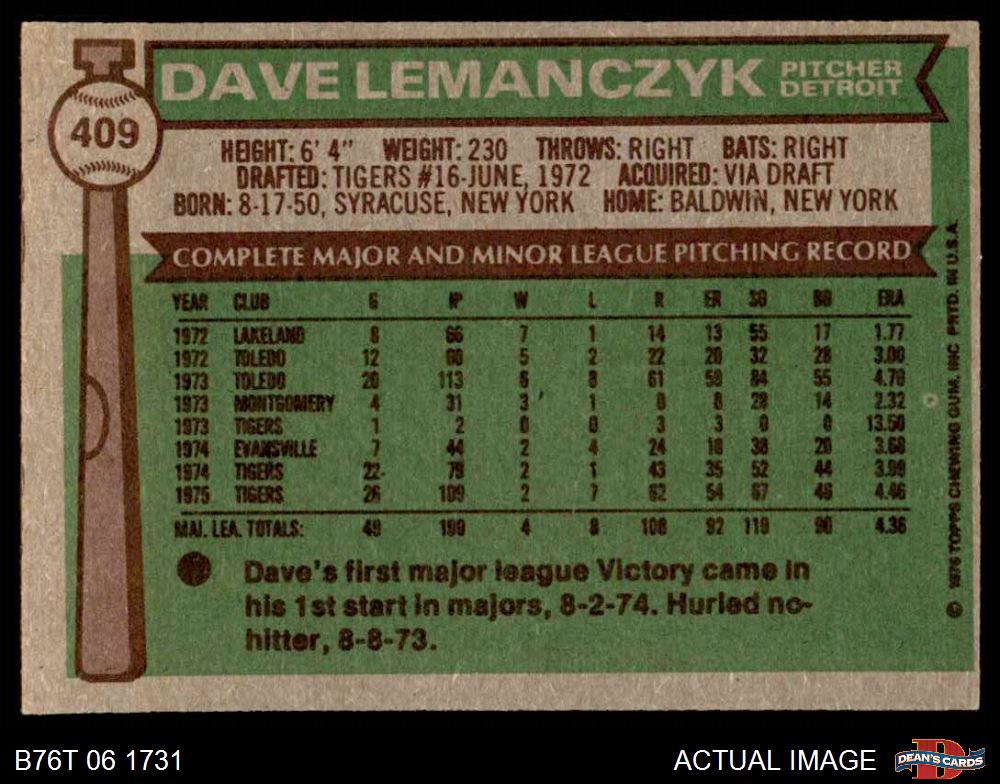 DAVE LEMANCZYK PITCHER DETROIT
409
HEIGHT: 6' 4" WEIGHT: 230 THROWS: RIGHT BATS: RIGHT
DRAFTED: TIGERS #16-JUNE, 1972 ACQUIRED: VIA DRAFT
BORN: 8-17-50, SYRACUSE, NEW YORK HOME: BALDWIN, NEW YORK
COMPLETE MAJOR AND MINOR LEAGUE PITCHING RECORD
YEAR CLUB G IP W L R ER SO BB ERA
1972 LAKELAND 8 66 7 1 14 13 55 17 1.77
1972 TOLEDO 12 60 5 2 22 20 32 28 3.00
1973 TOLEDO 20 113 6 8 61 59 84 55 4.70
1973 MONTGOMERY 4 31 3 1 8 8 29 14 2.32
1973 TIGERS 1 2 0 0 3 3 0 0 13.50
1974 EVANSVILLE 7 44 2 4 24 18 38 20 3.68
1974 TIGERS 22 79 2 1 43 35 52 44 3.99
1975 TIGERS 26 109 2 7 62 54 67 46 4.46
MAJ. LEA. TOTALS: 49 190 4 8 108 92 119 90 4.36
Dave's first major league Victory came in
his 1st start in majors, 8-2-74. Hurled no-
hitter, 8-8-73.
© 1976 TOPPS CHEWING GUM, INC PRTD. IN U.S.A.
B76T 06 1731
ACTUAL IMAGE
D
DEAN'S CARDS